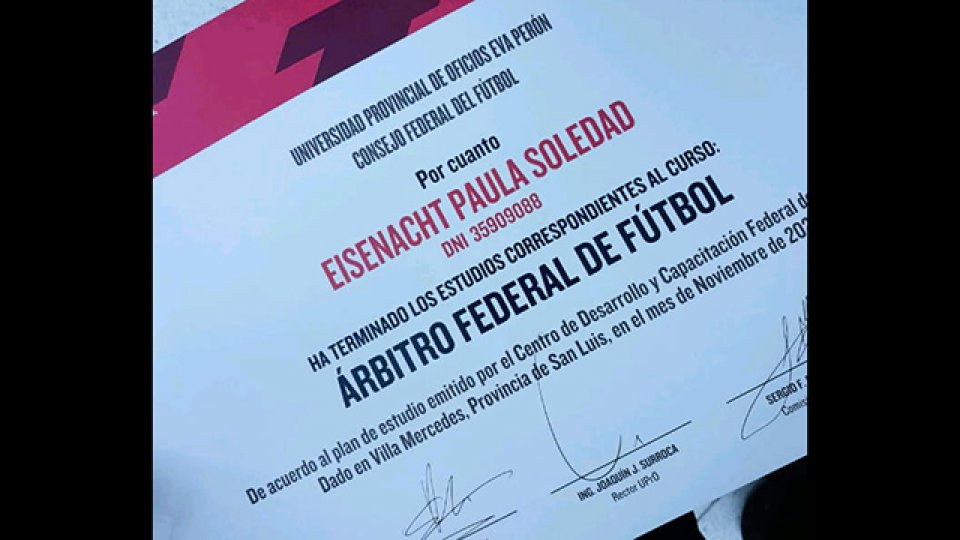 UNIVERSIDAD PROVINCIAL DE OFICIOS EVA PERÓN
CONSEJO FEDERAL DEL FÚTBOL
Por cuanto
EISENACHT PAULA SOLEDAD
DNI 35909088
HA TERMINADO LOS ESTUDIOS CORRESPONDIENTES AL CURSO:
ÁRBITRO FEDERAL DE FÚTBOL
De acuerdo al plan de estudio emitido por el Centro de Desarrollo y Capacitación Federal de
Dado en Villa Mercedes, Provincia de San Luis, en el mes de Noviembre de 202
ING. JOAQUÍN J. SURROCA
Rector UPrO
SERGIO F.
Comis